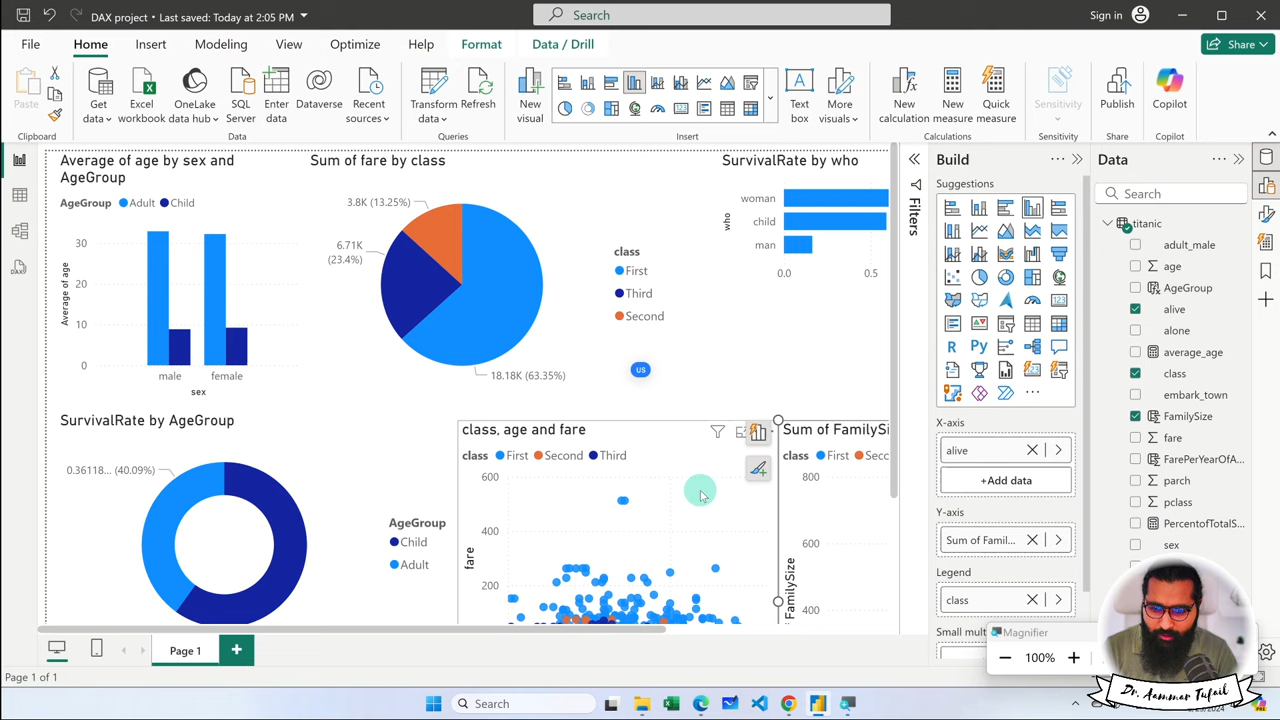 DAX project • Last saved: Today at 2:05 PM
Search
Sign in
File
Home
Insert
Modeling
View
Optimize
Help
Format
Data / Drill
Share
Paste
Get data
Excel workbook
OneLake data hub
SQL Server
Enter data
Dataverse
Recent sources
Transform data
Refresh
New visual
Text box
More visuals
New calculation
New measure
Quick measure
Sensitivity
Publish
Copilot
Clipboard
Data
Queries
Insert
Calculations
Sensitivity
Share
Copilot
Average of age by sex and
AgeGroup
AgeGroup Adult Child
30
20
10
0
Average of age
male
female
sex
Sum of fare by class
3.8K (13.25%)
6.71K
(23.4%)
18.18K (63.35%)
class
First
Third
Second
SurvivalRate by who
who
woman
child
man
0.0
0.5
US
SurvivalRate by AgeGroup
0.36118... (40.09%)
AgeGroup
Child
Adult
class, age and fare
class First Second Third
600
400
200
fare
Sum of FamilySi
class First Secc
800
600
400
FamilySize
Filters
Build
Suggestions
R
Py
X-axis
alive
+Add data
Y-axis
Sum of Famil...
Legend
class
Small mult
Data
Search
titanic
adult_male
age
AgeGroup
alive
alone
average_age
class
embark_town
FamilySize
fare
FarePerYearOfA...
parch
pclass
PercentofTotalS...
sex
Magnifier
100%
Dr. Aammar Tufail
Page 1
Page 1 of 1
Search